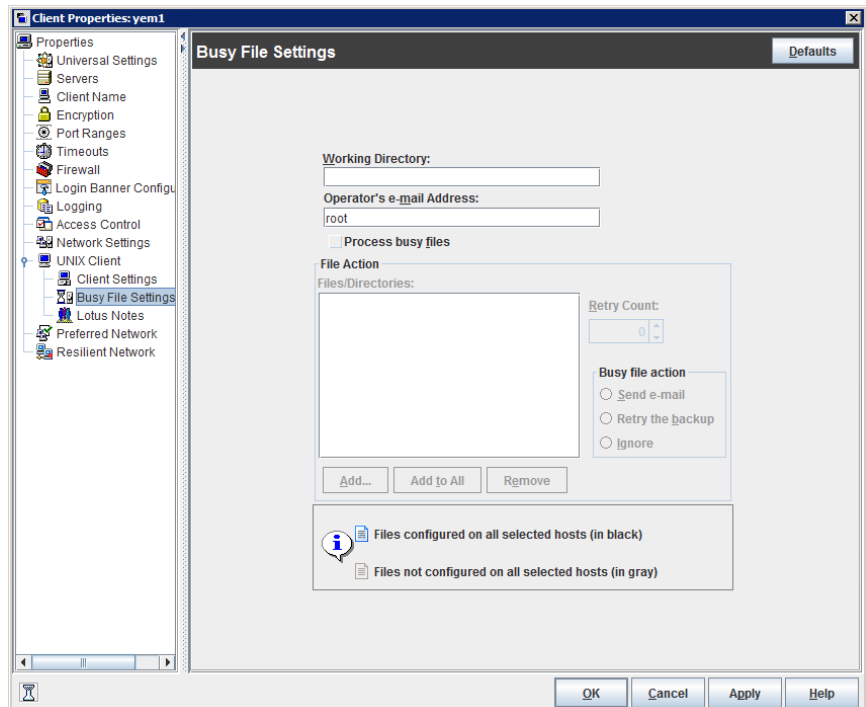 Client Properties: yem1
Properties
Universal Settings
Servers
Client Name
Encryption
Port Ranges
Timeouts
Firewall
Login Banner Configu
Logging
Access Control
Network Settings
UNIX Client
Client Settings
Busy File Settings
Lotus Notes
Preferred Network
Resilient Network
Busy File Settings
Defaults
Working Directory:
Operator's e-mail Address:
root
Process busy files
File Action
Files/Directories:
Retry Count:
0
Busy file action
Send e-mail
Retry the backup
Ignore
Add...
Add to All
Remove
Files configured on all selected hosts (in black)
Files not configured on all selected hosts (in gray)
OK
Cancel
Apply
Help